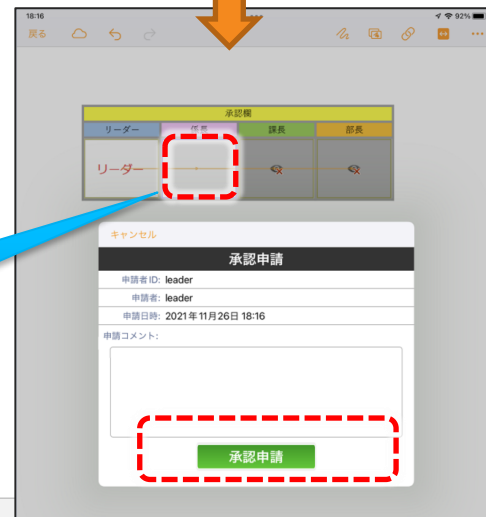 18:16
92%
戻る
承認欄
リーダー 係長 課長 部長
リーダー
キャンセル
承認申請
申請者ID: leader
申請者: leader
申請日時: 2021年11月26日 18:16
申請コメント:
承認申請